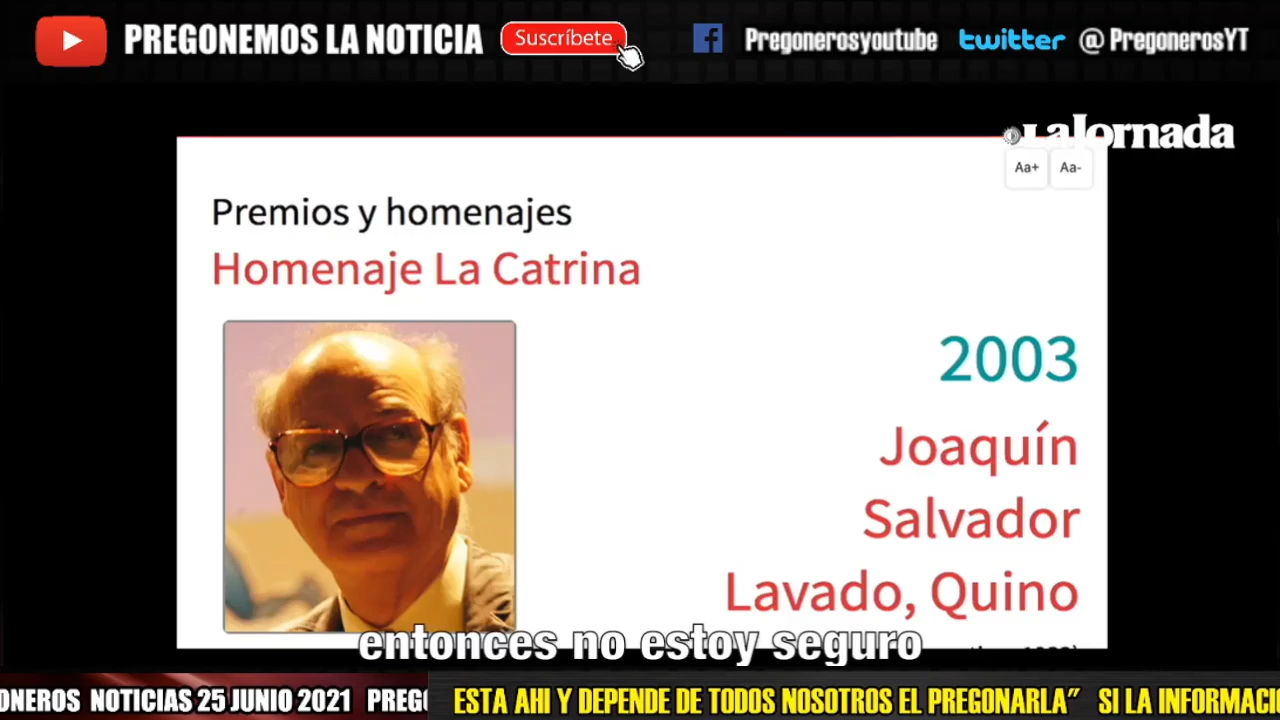 PREGONEMOS LA NOTICIA
Suscríbete
Pregonerosyoutube
twitter @ PregonerosYT
LaJornada
Aa+ Aa-
Premios y homenajes
Homenaje La Catrina
2003
Joaquín
Salvador
Lavado, Quino
entonces no estoy seguro
ONEROS NOTICIAS 25 JUNIO 2021 PREG
ESTA AHI Y DEPENDE DE TODOS NOSOTROS EL PREGONARLA" SI LA INFORMACI